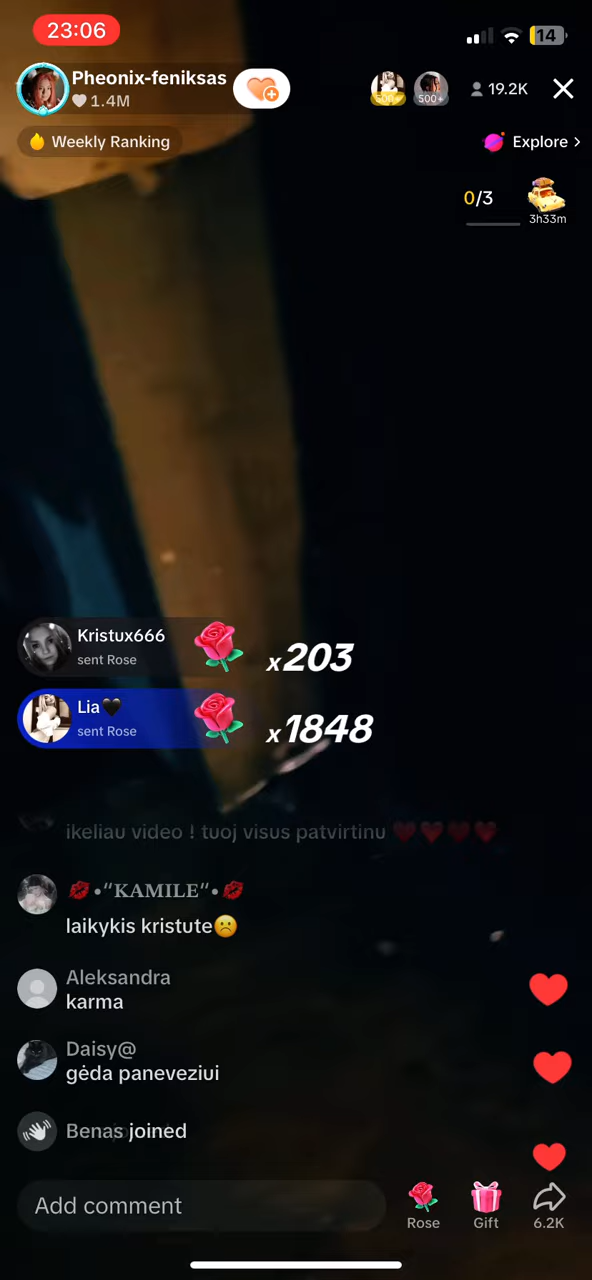 23:06
14
Pheonix-feniksas
1.4M
500+
500+
19.2K
Weekly Ranking
Explore >
0/3
3h33m
Kristux666
sent Rose
x203
Lia🖤
sent Rose
x1848
ikeliau video ! tuoj visus patvirtinu ❤️❤️❤️❤️
💋•“KAMILE“•💋
laikykis kristute☹️
Aleksandra
karma
Daisy@
gėda paneveziui
Benas joined
Add comment
Rose
Gift
6.2K